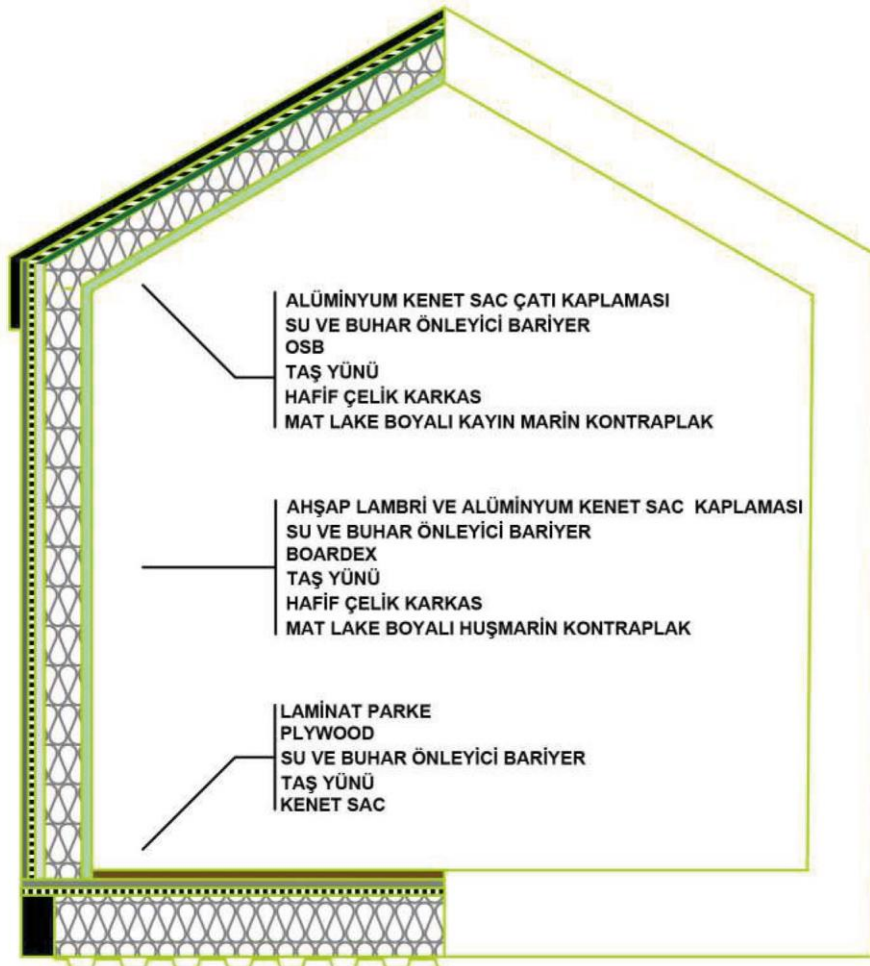 ALÜMİNYUM KENET SAC ÇATI KAPLAMASI
SU VE BUHAR ÖNLEYİCİ BARİYER
OSB
TAŞ YÜNÜ
HAFİF ÇELİK KARKAS
MAT LAKE BOYALI KAYIN MARİN KONTRAPLAK
AHŞAP LAMBRİ VE ALÜMİNYUM KENET SAC KAPLAMASI
SU VE BUHAR ÖNLEYİCİ BARİYER
BOARDEX
TAŞ YÜNÜ
HAFİF ÇELİK KARKAS
MAT LAKE BOYALI HUŞMARİN KONTRAPLAK
LAMİNAT PARKE
PLYWOOD
SU VE BUHAR ÖNLEYİCİ BARİYER
TAŞ YÜNÜ
KENET SAC